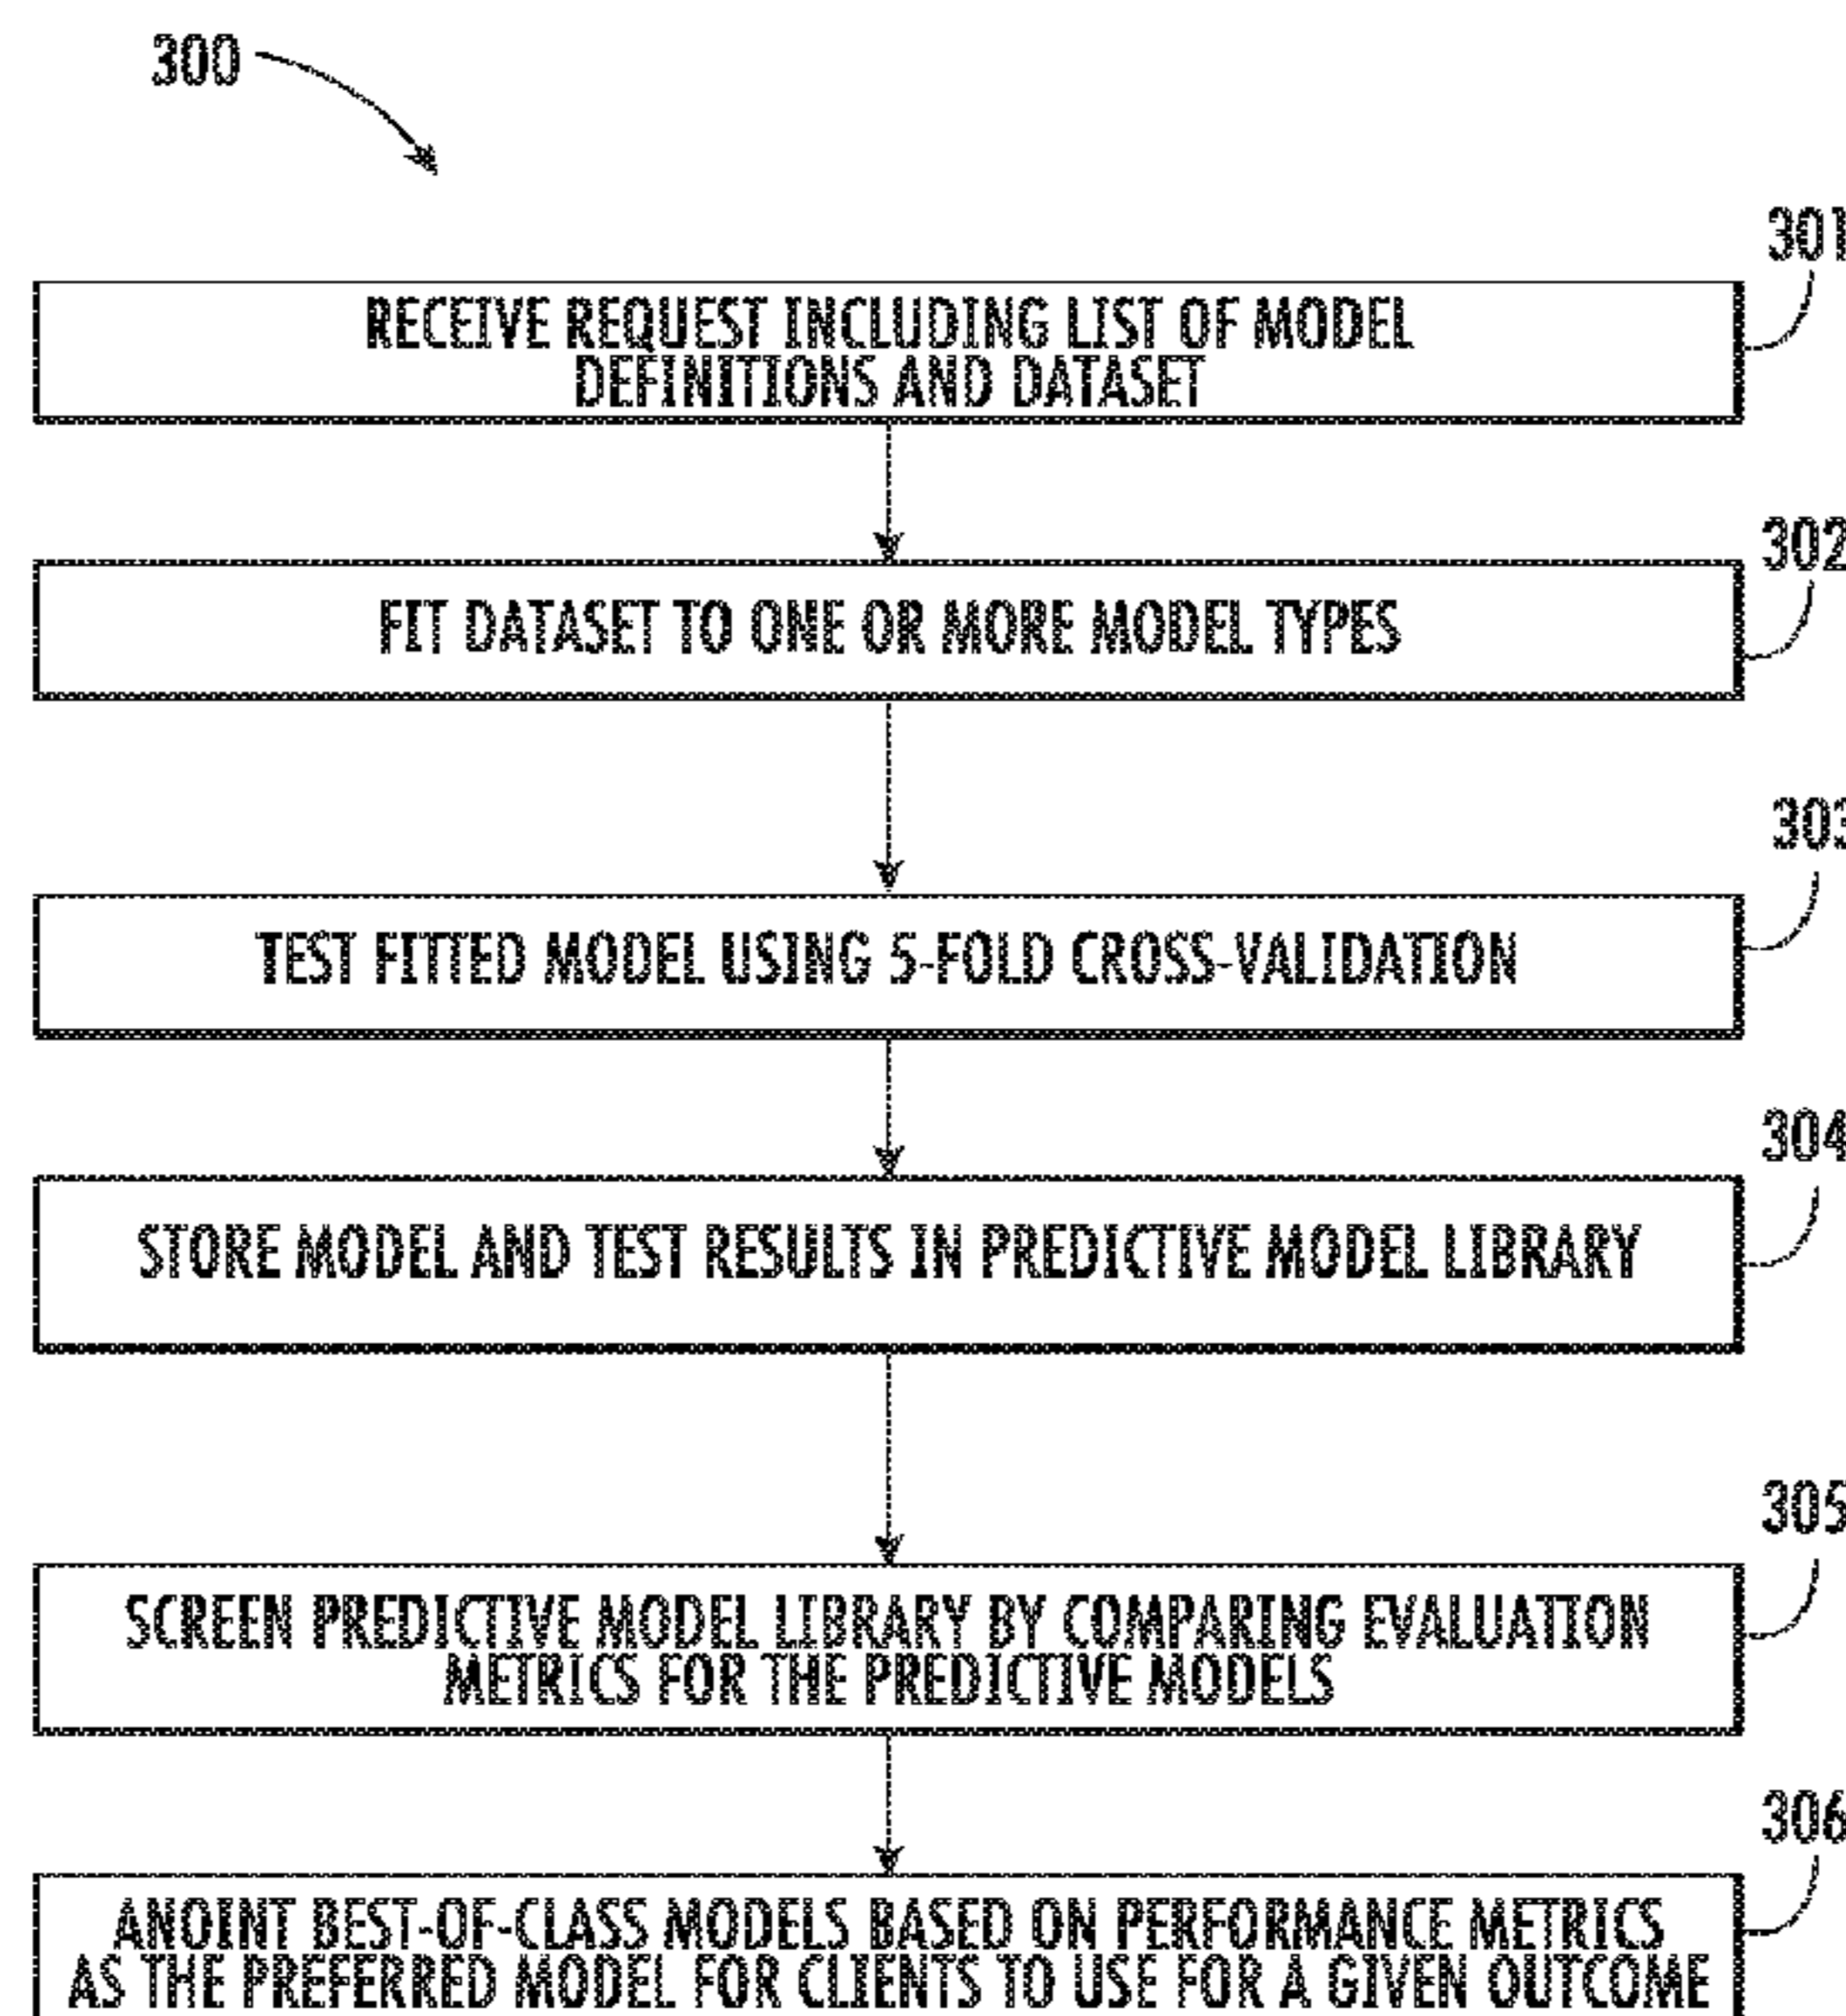 300
301
RECEIVE REQUEST INCLUDING LIST OF MODEL
DEFINITIONS AND DATASET
302
FIT DATASET TO ONE OR MORE MODEL TYPES
303
TEST FITTED MODEL USING 5-FOLD CROSS-VALIDATION
304
STORE MODEL AND TEST RESULTS IN PREDICTIVE MODEL LIBRARY
305
SCREEN PREDICTIVE MODEL LIBRARY BY COMPARING EVALUATION
METRICS FOR THE PREDICTIVE MODELS
306
ANOINT BEST-OF-CLASS MODELS BASED ON PERFORMANCE METRICS
AS THE PREFERRED MODEL FOR CLIENTS TO USE FOR A GIVEN OUTCOME